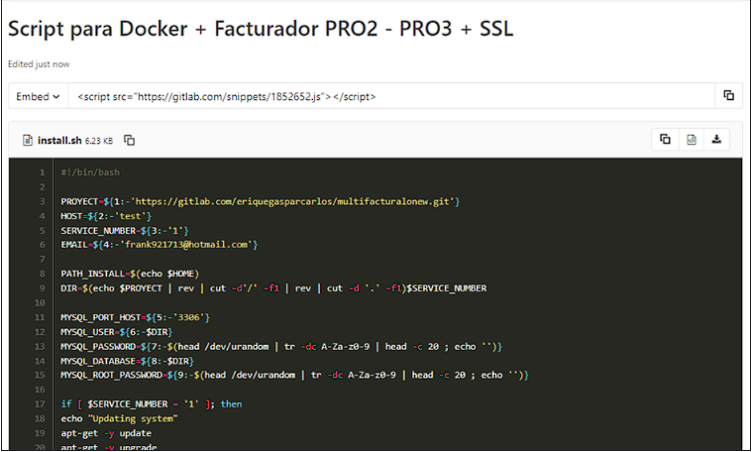 Script para Docker + Facturador PRO2 - PRO3 + SSL
Edited just now
Embed <script src="https://gitlab.com/snippets/1852652.js"></script>
install.sh 6.23 KB
1 #!/bin/bash
2
3 PROYECT=${1:-'https://gitlab.com/eriquegasparcarlos/multifacturalonew.git'}
4 HOST=${2:-'test'}
5 SERVICE_NUMBER=${3:-'1'}
6 EMAIL=${4:-'frank921713@hotmail.com'}
7
8 PATH_INSTALL=$(echo $HOME)
9 DIR=$(echo $PROYECT | rev | cut -d'/' -f1 | rev | cut -d '.' -f1)$SERVICE_NUMBER
10
11 MYSQL_PORT_HOST=${5:-'3306'}
12 MYSQL_USER=${6:-$DIR}
13 MYSQL_PASSWORD=${7:-$(head /dev/urandom | tr -dc A-Za-z0-9 | head -c 20 ; echo '')}
14 MYSQL_DATABASE=${8:-$DIR}
15 MYSQL_ROOT_PASSWORD=${9:-$(head /dev/urandom | tr -dc A-Za-z0-9 | head -c 20 ; echo '')}
16
17 if [ $SERVICE_NUMBER = '1' ]; then
18 echo "Updating system"
19 apt-get -y update
20 apt-get -y upgrade